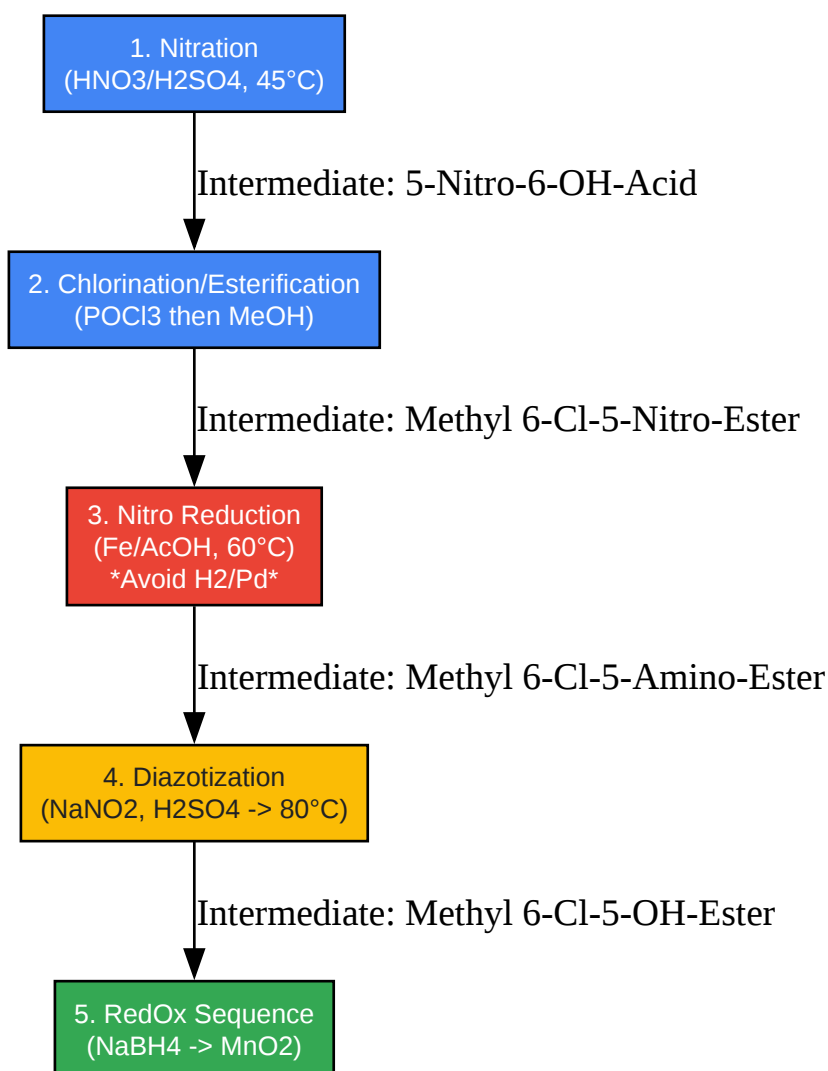 1. Nitration
(HNO3/H2SO4, 45°C)
Intermediate: 5-Nitro-6-OH-Acid
2. Chlorination/Esterification
(POCl3 then MeOH)
Intermediate: Methyl 6-Cl-5-Nitro-Ester
3. Nitro Reduction
(Fe/AcOH, 60°C)
*Avoid H2/Pd*
Intermediate: Methyl 6-Cl-5-Amino-Ester
4. Diazotization
(NaNO2, H2SO4 -> 80°C)
Intermediate: Methyl 6-Cl-5-OH-Ester
5. RedOx Sequence
(NaBH4 -> MnO2)